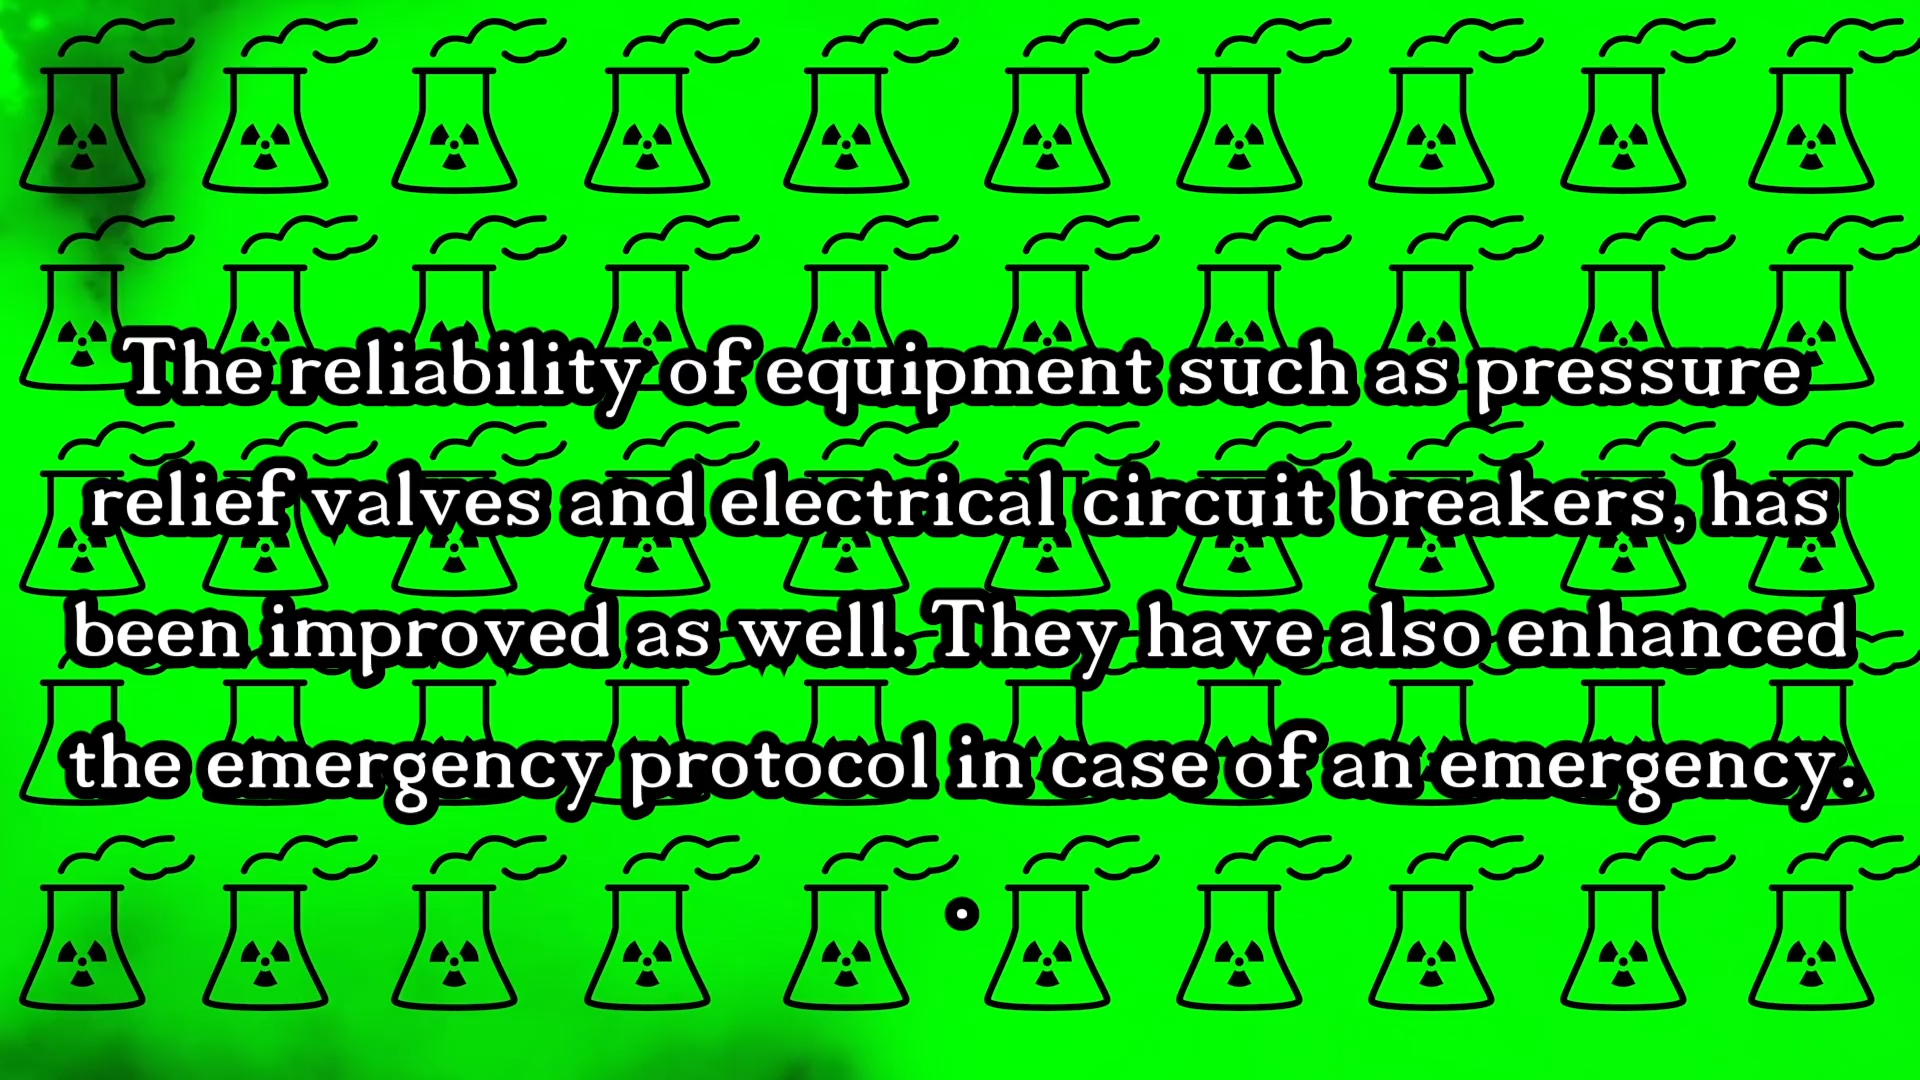 The reliability of equipment such as pressure
relief valves and electrical circuit breakers, has
been improved as well. They have also enhanced
the emergency protocol in case of an emergency.
.